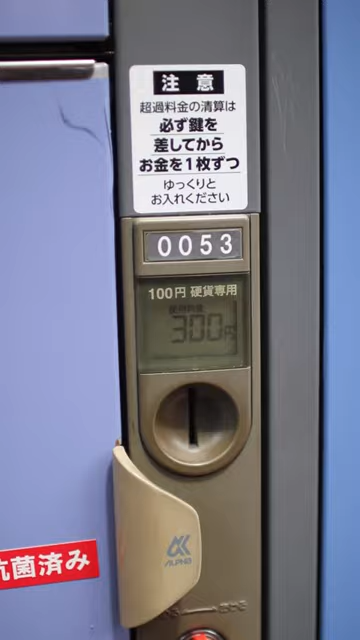 注意
超過料金の清算は
必ず鍵を
差してから
お金を1枚ずつ
ゆっくりと
お入れください
0053
100円 硬貨専用
300円
ALPHA
抗菌済み